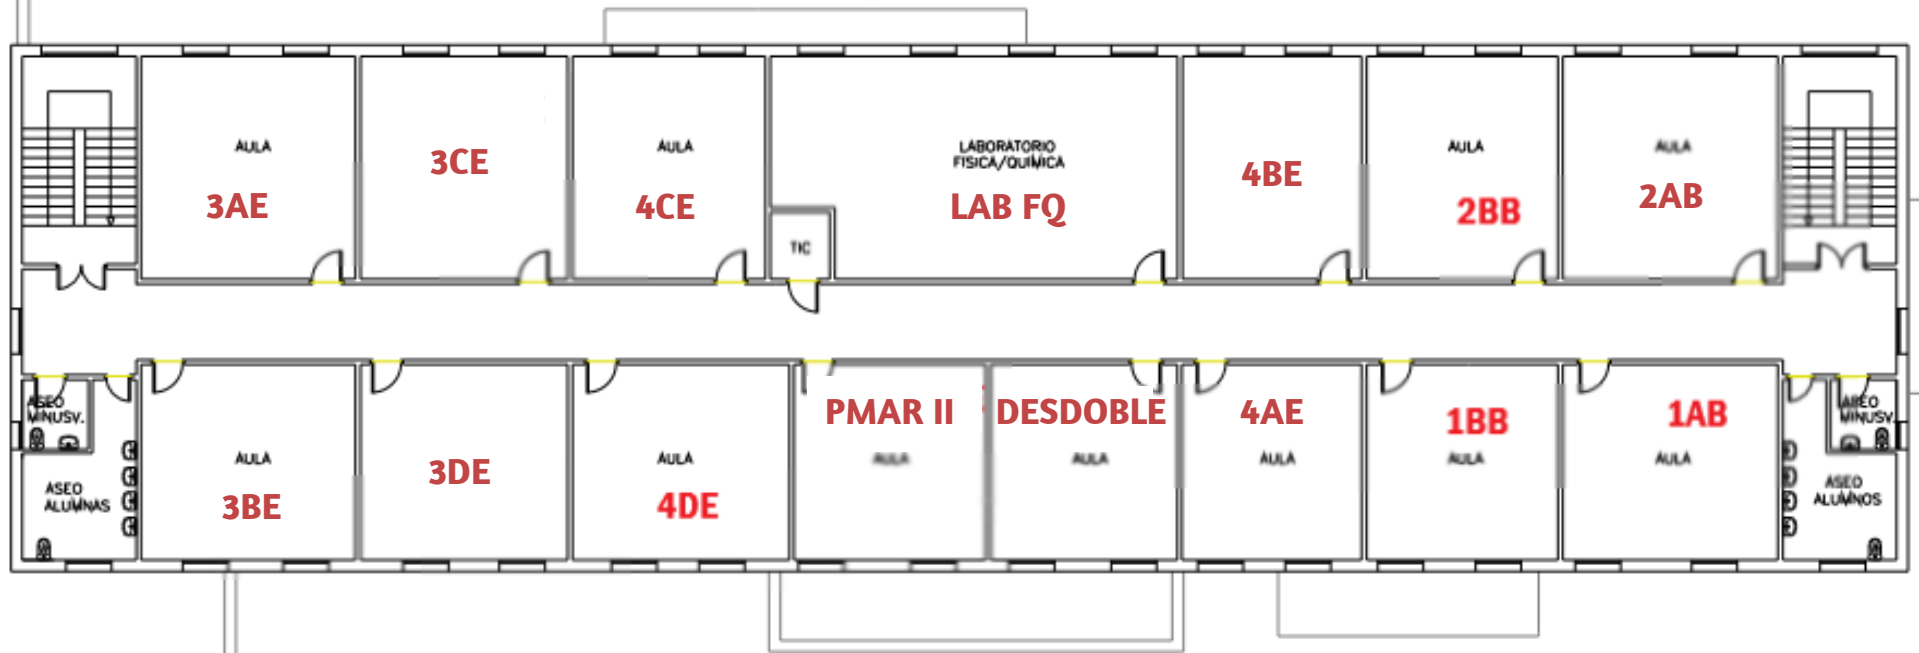 AULA
3AE
3CE
AULA
4CE
LABORATORIO
FISICA/QUIMICA
LAB FQ
TIC
4BE
AULA
2BB
AULA
2AB
ASEO
MINUSV.
ASEO
ALUMNAS
AULA
3BE
3DE
AULA
4DE
PMAR II
AULA
DESDOBLE
AULA
4AE
AULA
1BB
AULA
1AB
AULA
ASEO
MINUSV.
ASEO
ALUMNOS